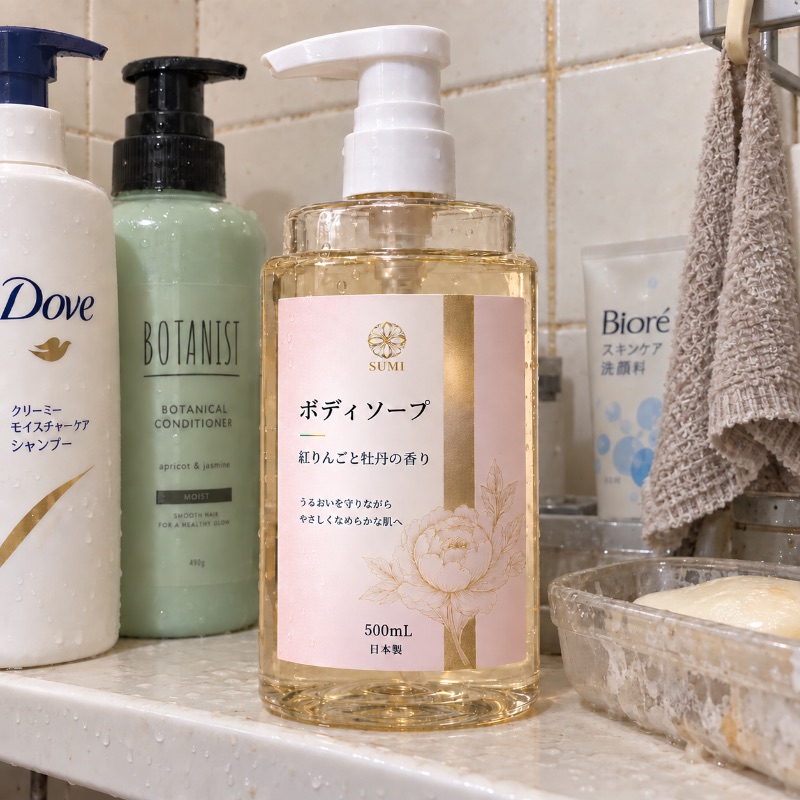 Dove
クリーミー
モイスチャーケア
シャンプー
BOTANIST
BOTANICAL
CONDITIONER
apricot & jasmine
MOIST
SMOOTH HAIR
FOR A HEALTHY GLOW
490g
SUMI
ボディソープ
紅りんごと牡丹の香り
うるおいを守りながら
やさしくなめらかな肌へ
500mL
日本製
Bioré
スキンケア
洗顔料